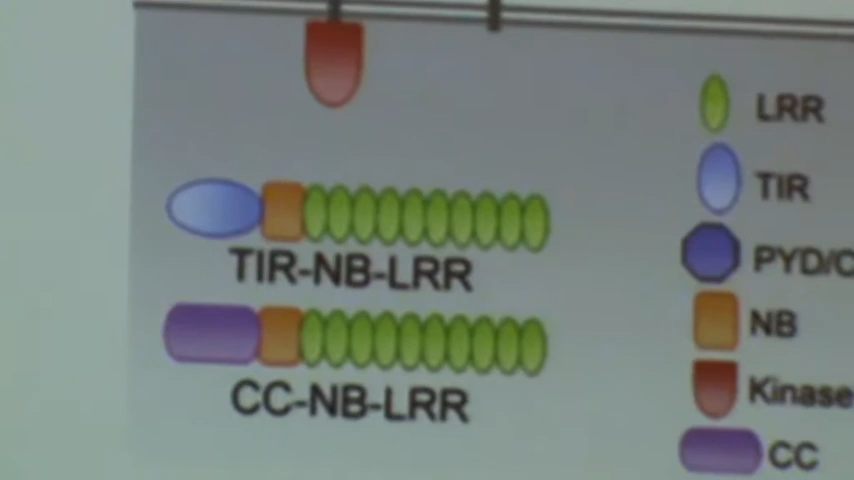 LRR
TIR
TIR-NB-LRR
PYD/C
NB
Kinase
CC-NB-LRR
CC